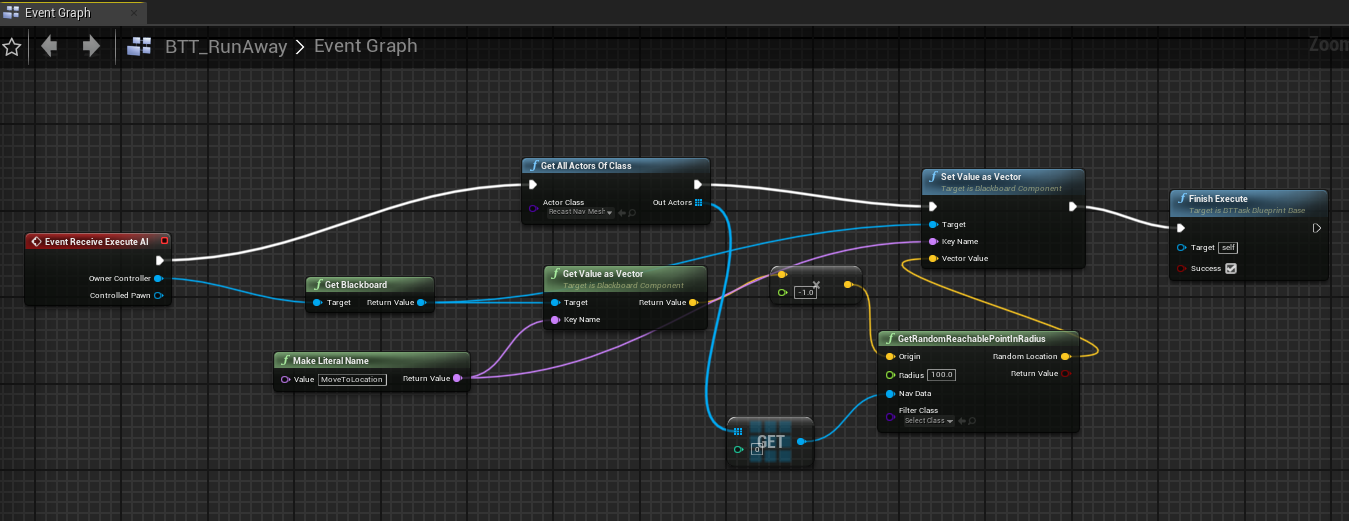 Event Graph
BTT_RunAway > Event Graph
Zoom
Get All Actors Of Class
Actor Class
Recast Nav Mesh
Out Actors
Set Value as Vector
Target is Blackboard Component
Target
Key Name
Vector Value
Finish Execute
Target is BTTask Blueprint Base
Target self
Success
Event Receive Execute AI
Owner Controller
Controlled Pawn
Get Blackboard
Target Return Value
Get Value as Vector
Target is Blackboard Component
Target Return Value
Key Name
-1.0
X
Make Literal Name
Value MoveToLocation Return Value
GetRandomReachablePointInRadius
Origin Random Location
Radius 100.0 Return Value
Nav Data
Filter Class
Select Class
GET
0